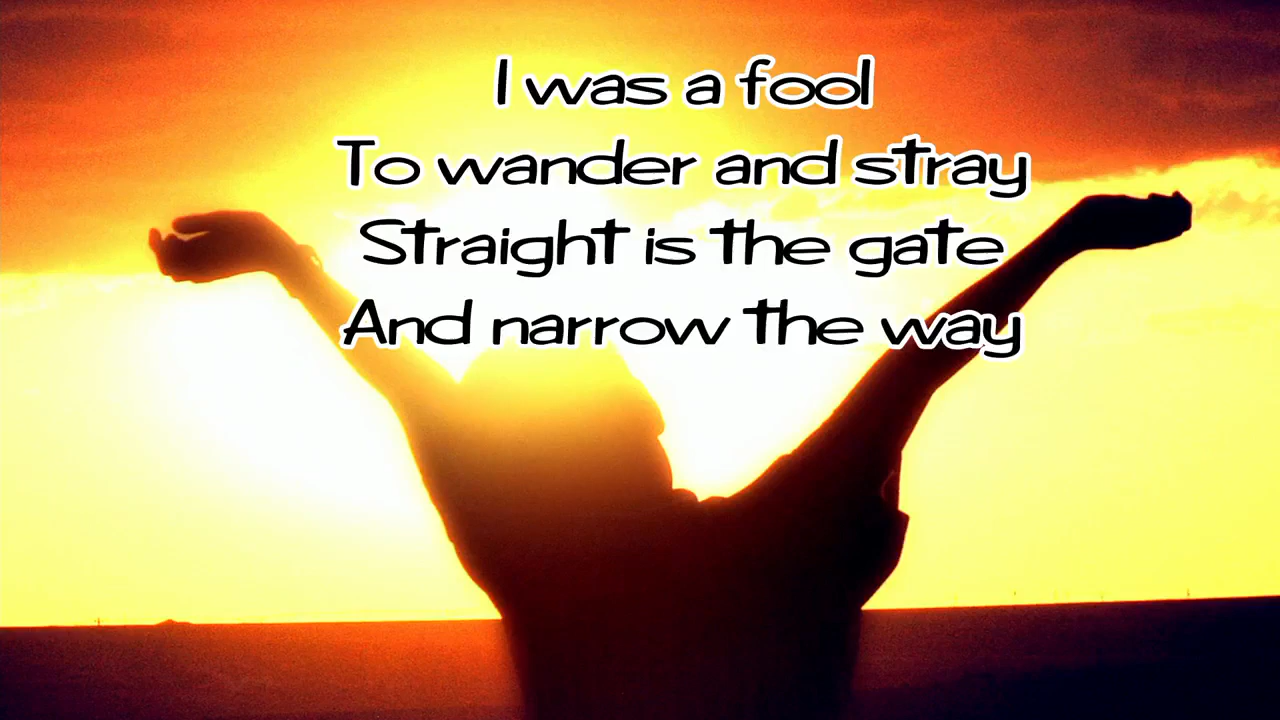 I was a fool
To wander and stray
Straight is the gate
And narrow the way